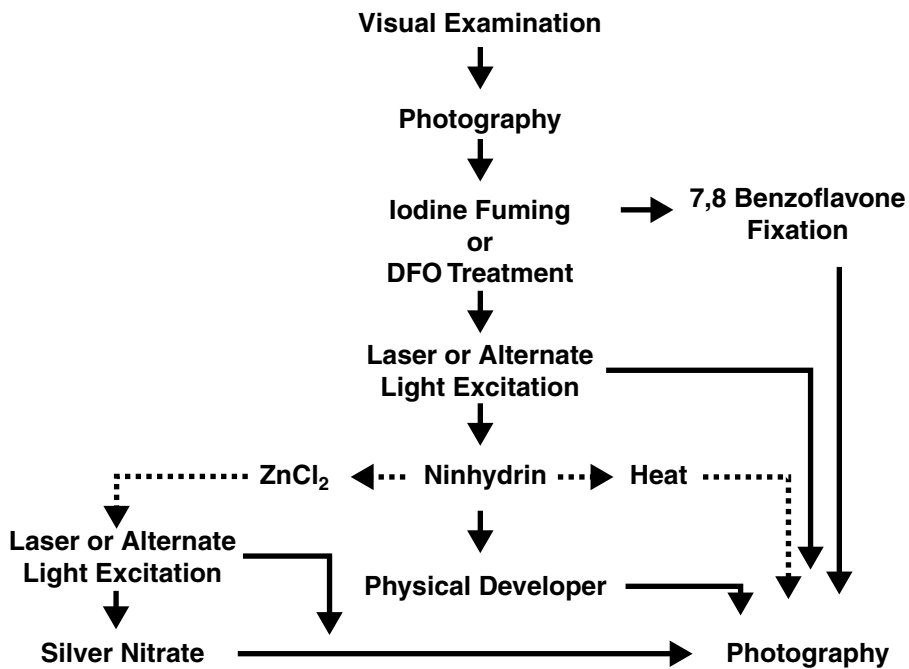 Visual Examination
Photography
Iodine Fuming
or
DFO Treatment
7,8 Benzoflavone
Fixation
Laser or Alternate
Light Excitation
ZnCl₂
Ninhydrin
Heat
Laser or Alternate
Light Excitation
Physical Developer
Silver Nitrate
Photography